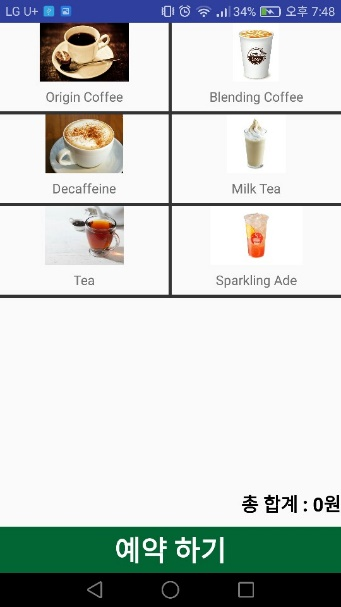 LG U+ 34% 오후 7:48
Origin Coffee Blending Coffee
Decaffeine Milk Tea
Tea Sparkling Ade
총 합계 : 0원
예약 하기